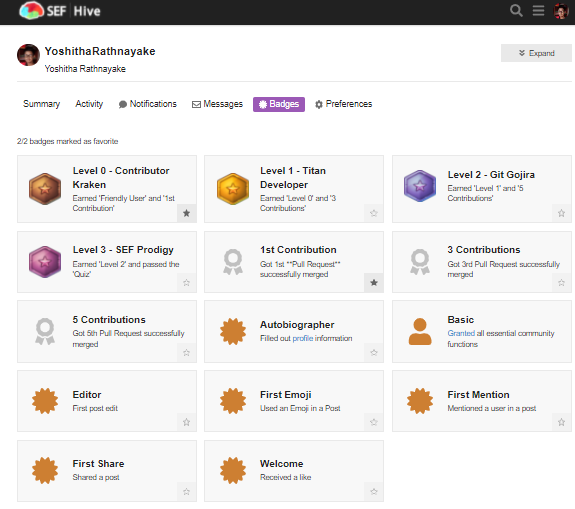 SEF | Hive
YoshithaRathnayake
Yoshitha Rathnayake
Expand
Summary Activity Notifications Messages Badges Preferences
2/2 badges marked as favorite
Level 0 - Contributor
Kraken
Earned 'Friendly User' and '1st
Contribution'
Level 1 - Titan
Developer
Earned 'Level 0' and '3
Contributions'
Level 2 - Git Gojira
Earned 'Level 1' and '5
Contributions'
Level 3 - SEF Prodigy
Earned 'Level 2' and passed the
'Quiz'
1st Contribution
Got 1st **Pull Request**
successfully merged
3 Contributions
Got 3rd Pull Request successfully
merged
5 Contributions
Got 5th Pull Request successfully
merged
Autobiographer
Filled out profile information
Basic
Granted all essential community
functions
Editor
First post edit
First Emoji
Used an Emoji in a Post
First Mention
Mentioned a user in a post
First Share
Shared a post
Welcome
Received a like